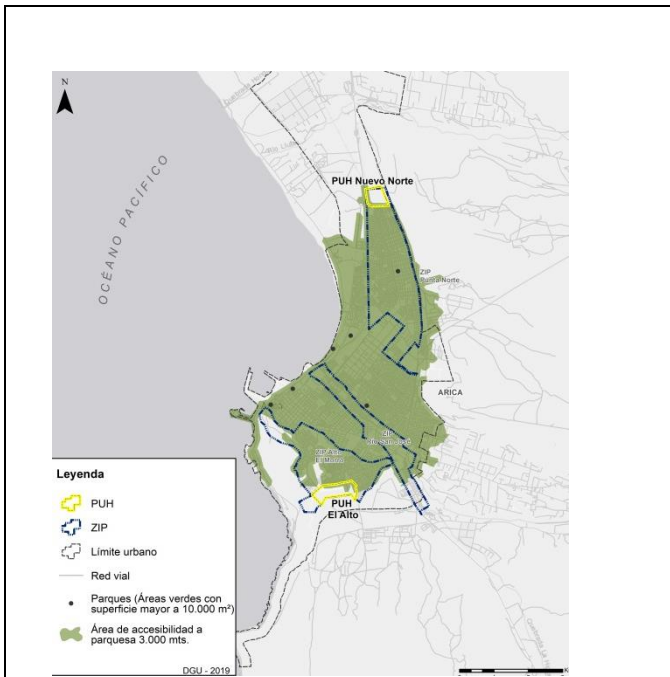 N
OCÉANO PACÍFICO
PUH Nuevo Norte
ZIP
Punta Norte
ARICA
ZIP
Río San José
PUH
El Alto
Leyenda
PUH
ZIP
Límite urbano
Red vial
Parques (Áreas verdes con
superficie mayor a 10.000 m²)
Área de accesibilidad a
parquesa 3.000 mts.
DGU - 2019